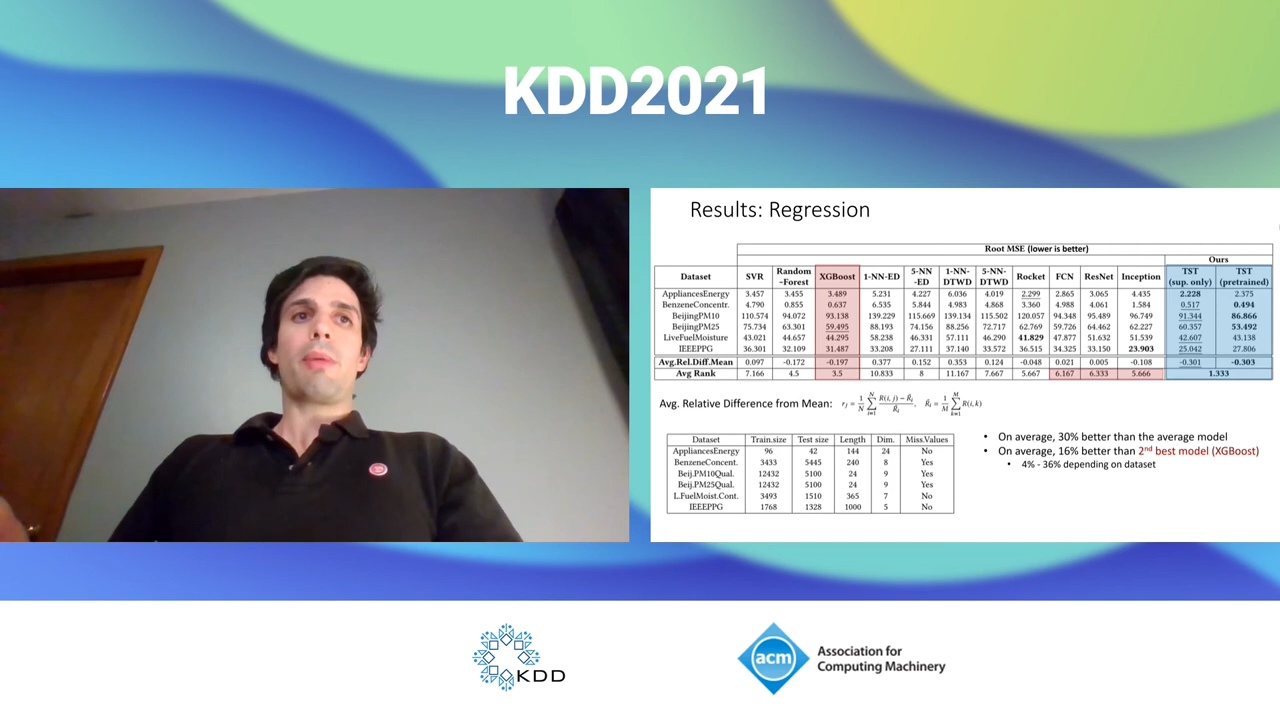 KDD2021
Results: Regression
Root MSE (lower is better)
Ours
Dataset SVR Random ~Forest XGBoost 1-NN-ED 5-NN -ED 1-NN- DTWD 5-NN- DTWD Rocket FCN ResNet Inception TST (sup. only) TST (pretrained)
AppliancesEnergy 3.457 3.455 3.489 5.231 4.227 6.036 4.019 2.299 2.865 3.065 4.435 2.228 2.375
BenzeneConcentr. 4.790 0.855 0.637 6.535 5.844 4.983 4.868 3.360 4.988 4.061 1.584 0.517 0.494
BeijingPM10 110.574 94.072 93.138 139.229 115.669 139.134 115.502 120.057 94.348 95.489 96.749 91.344 86.866
BeijingPM25 75.734 63.301 59.495 88.193 74.156 88.256 72.717 62.769 59.726 64.462 62.227 60.357 53.492
LiveFuelMoisture 43.021 44.657 44.295 58.238 46.331 57.111 46.290 41.829 47.877 51.632 51.539 42.607 43.138
IEEEPPG 36.301 32.109 31.487 33.208 27.111 37.140 33.572 36.515 34.325 33.150 23.903 25.042 27.806
Avg.Rel.Diff.Mean 0.097 -0.172 -0.197 0.377 0.152 0.353 0.124 -0.048 0.021 0.005 -0.108 -0.301 -0.303
Avg Rank 7.166 4.5 3.5 10.833 8 11.167 7.667 5.667 6.167 6.333 5.666 1.333
Avg. Relative Difference from Mean: r_j = 1/N ∑_{i=1}^{N} (R(i, j) − R̄_i)/R̄_i, R̄_i = 1/M ∑_{k=1}^{M} R(i, k)
Dataset Train.size Test size Length Dim. Miss.Values
AppliancesEnergy 96 42 144 24 No
BenzeneConcent. 3433 5445 240 8 Yes
Beij.PM10Qual. 12432 5100 24 9 Yes
Beij.PM25Qual. 12432 5100 24 9 Yes
L.FuelMoist.Cont. 3493 1510 365 7 No
IEEEPPG 1768 1328 1000 5 No
• On average, 30% better than the average model
• On average, 16% better than 2nd best model (XGBoost)
• 4% - 36% depending on dataset
KDD
acm
Association for
Computing Machinery